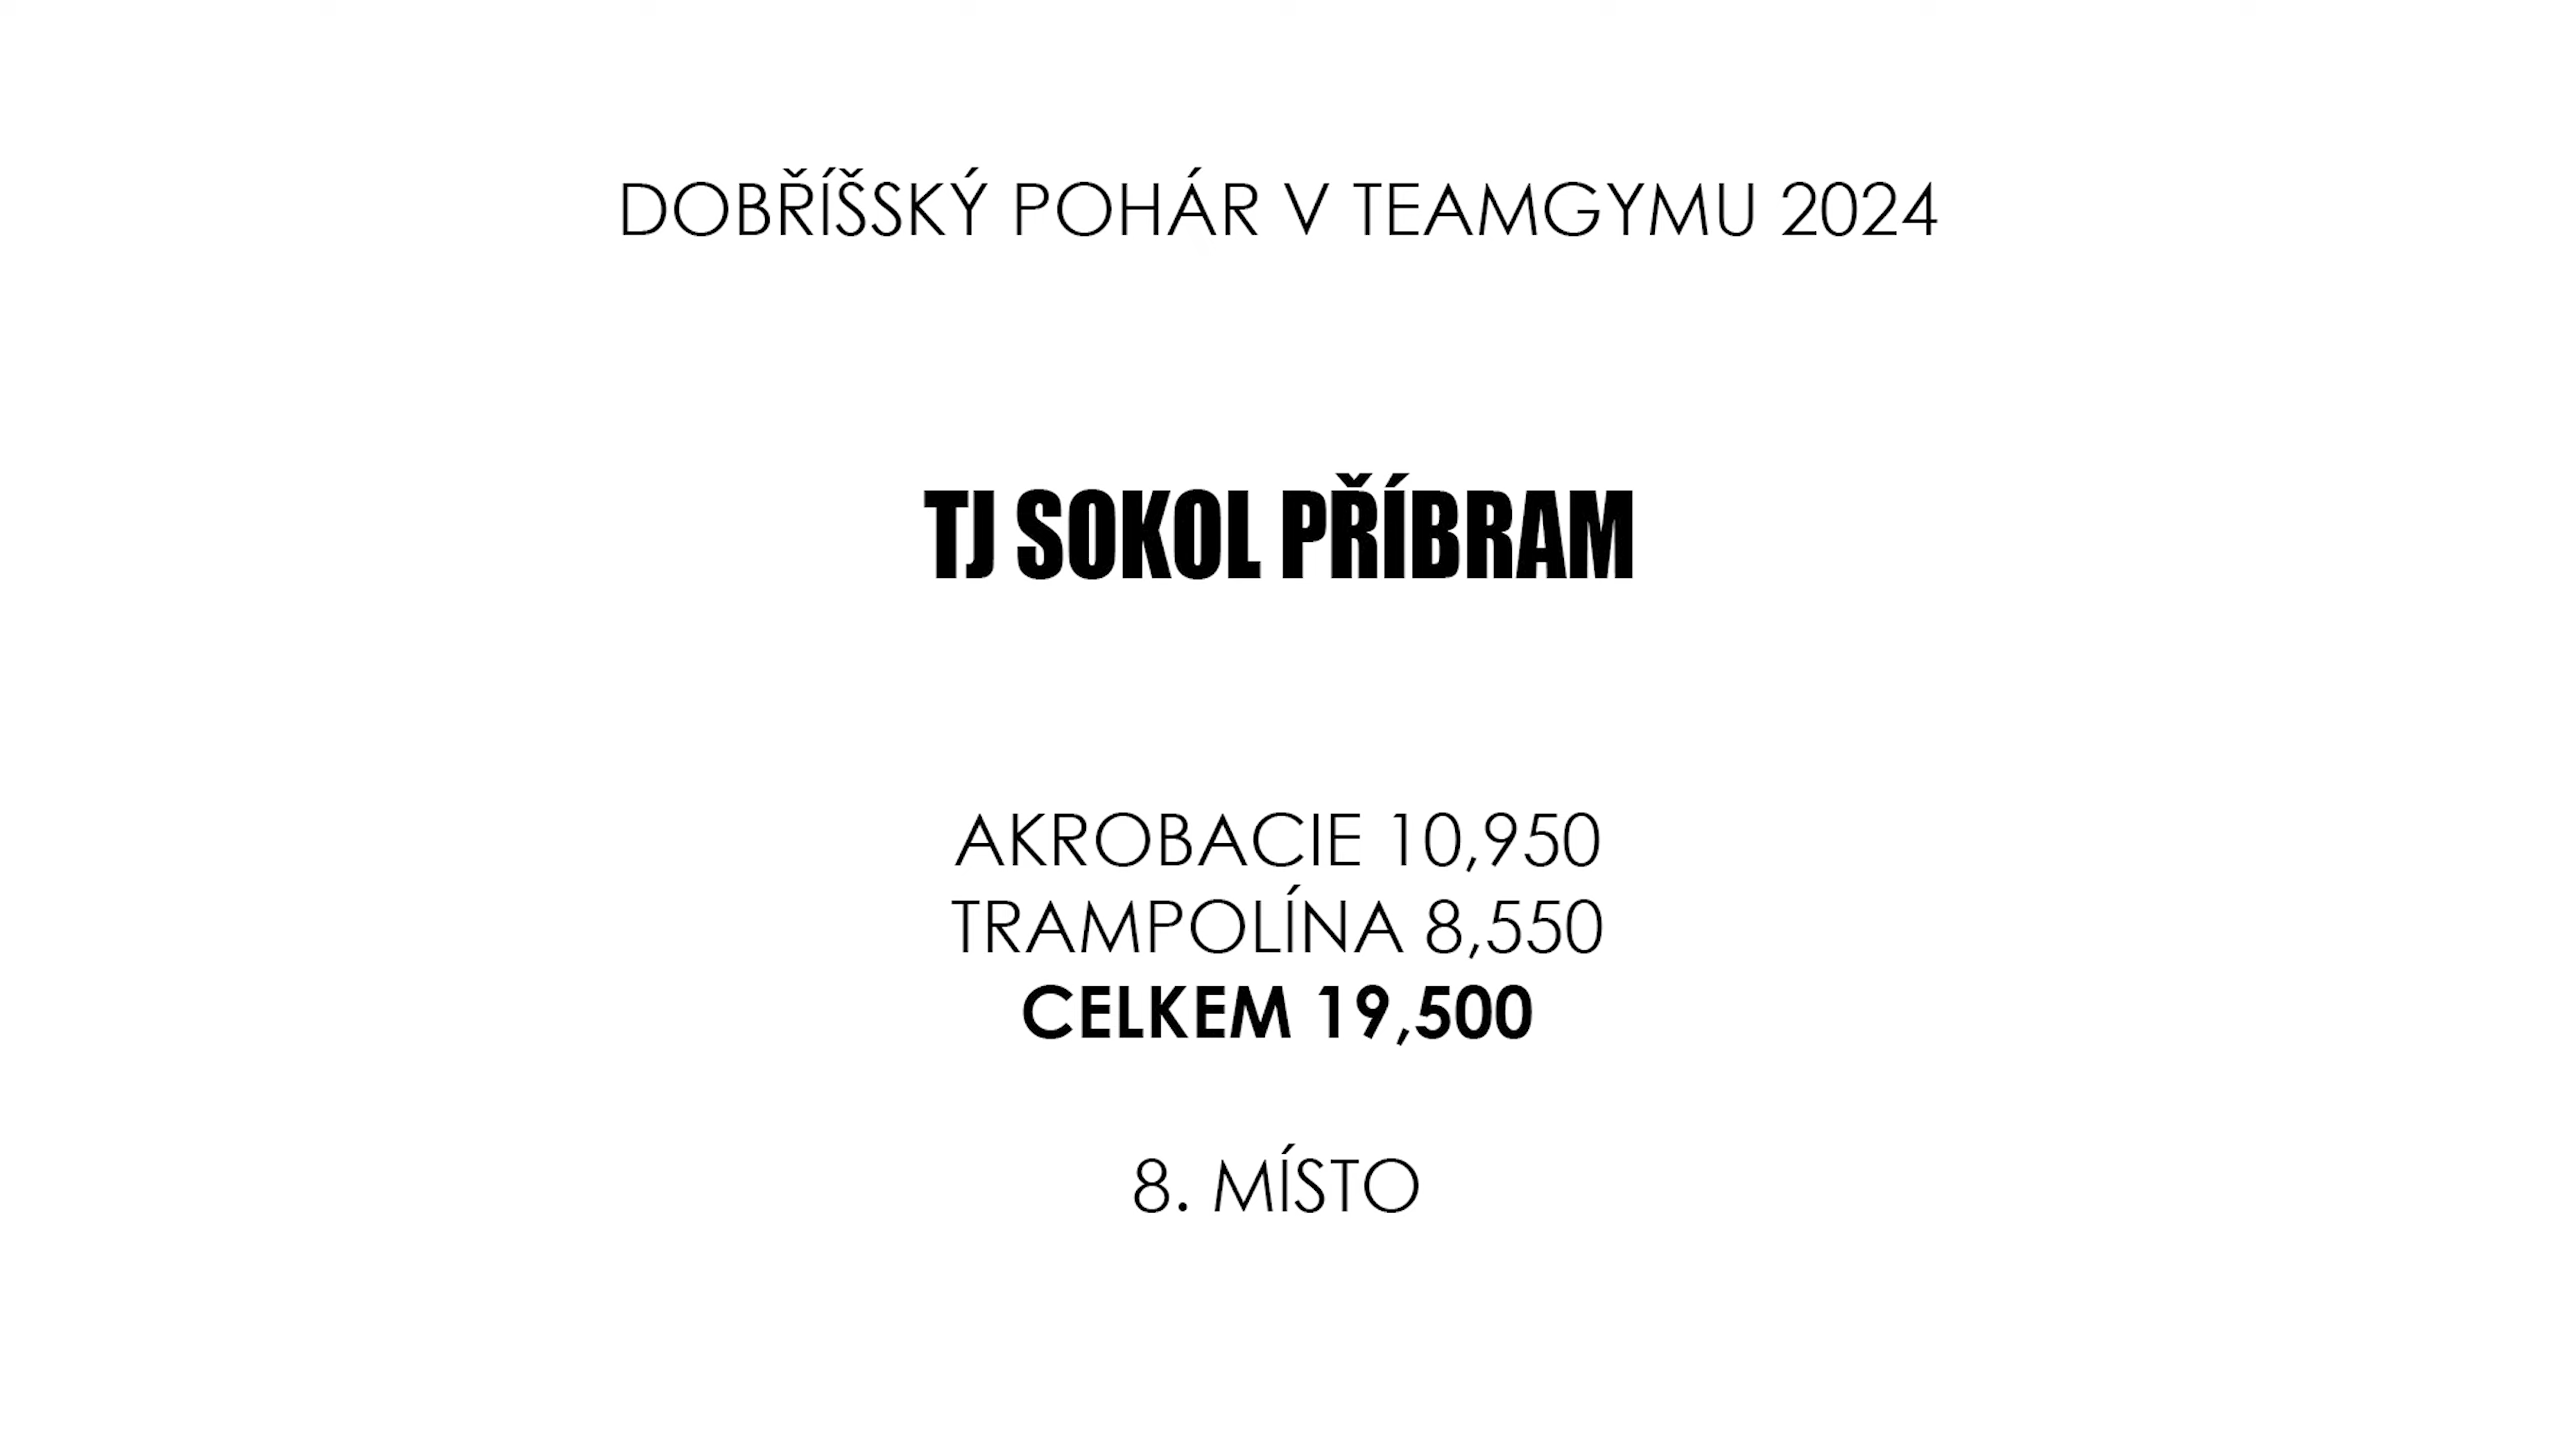 DOBŘÍŠSKÝ POHÁR V TEAMGYMU 2024
TJ SOKOL PŘÍBRAM
AKROBACIE 10,950
TRAMPOLÍNA 8,550
CELKEM 19,500
8. MÍSTO